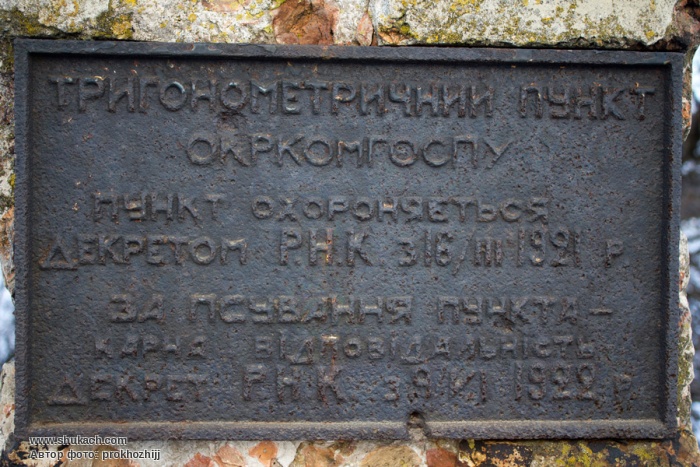 ТРИГОНОМЕТРИЧНИЙ ПУНКТ
ОКРКОМГОСПУ
ПУНКТ ОХОРОНЯЄТЬСЯ
ДЕКРЕТОМ Р.Н.К. З 16/III 1921 Р.
ЗА ПСУВАННЯ ПУНКТА —
КАРНА ВІДПОВІДАЛЬНІСТЬ
ДЕКРЕТ Р.Н.К. З 9/VI 1922 Р.
www.shukach.com
Автор фото: prokhozhijj